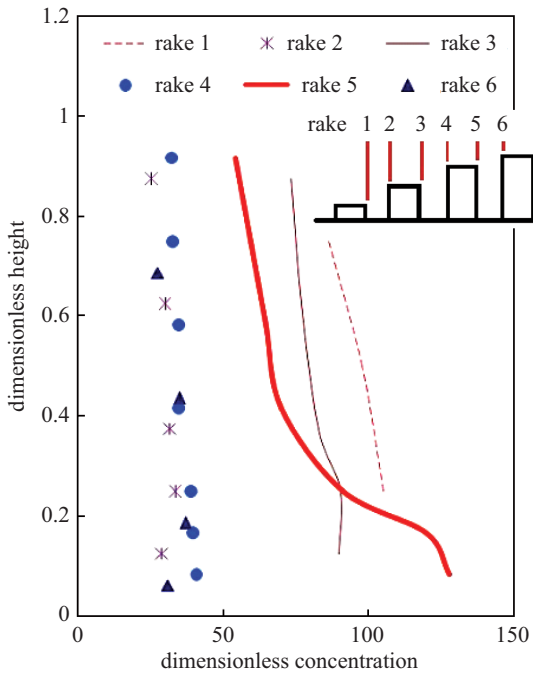 1.2
rake 1 rake 2 rake 3
rake 4 rake 5 rake 6
1
rake 1 2 3 4 5 6
0.8
0.6
0.4
0.2
0
0 50 100 150
dimensionless height
dimensionless concentration